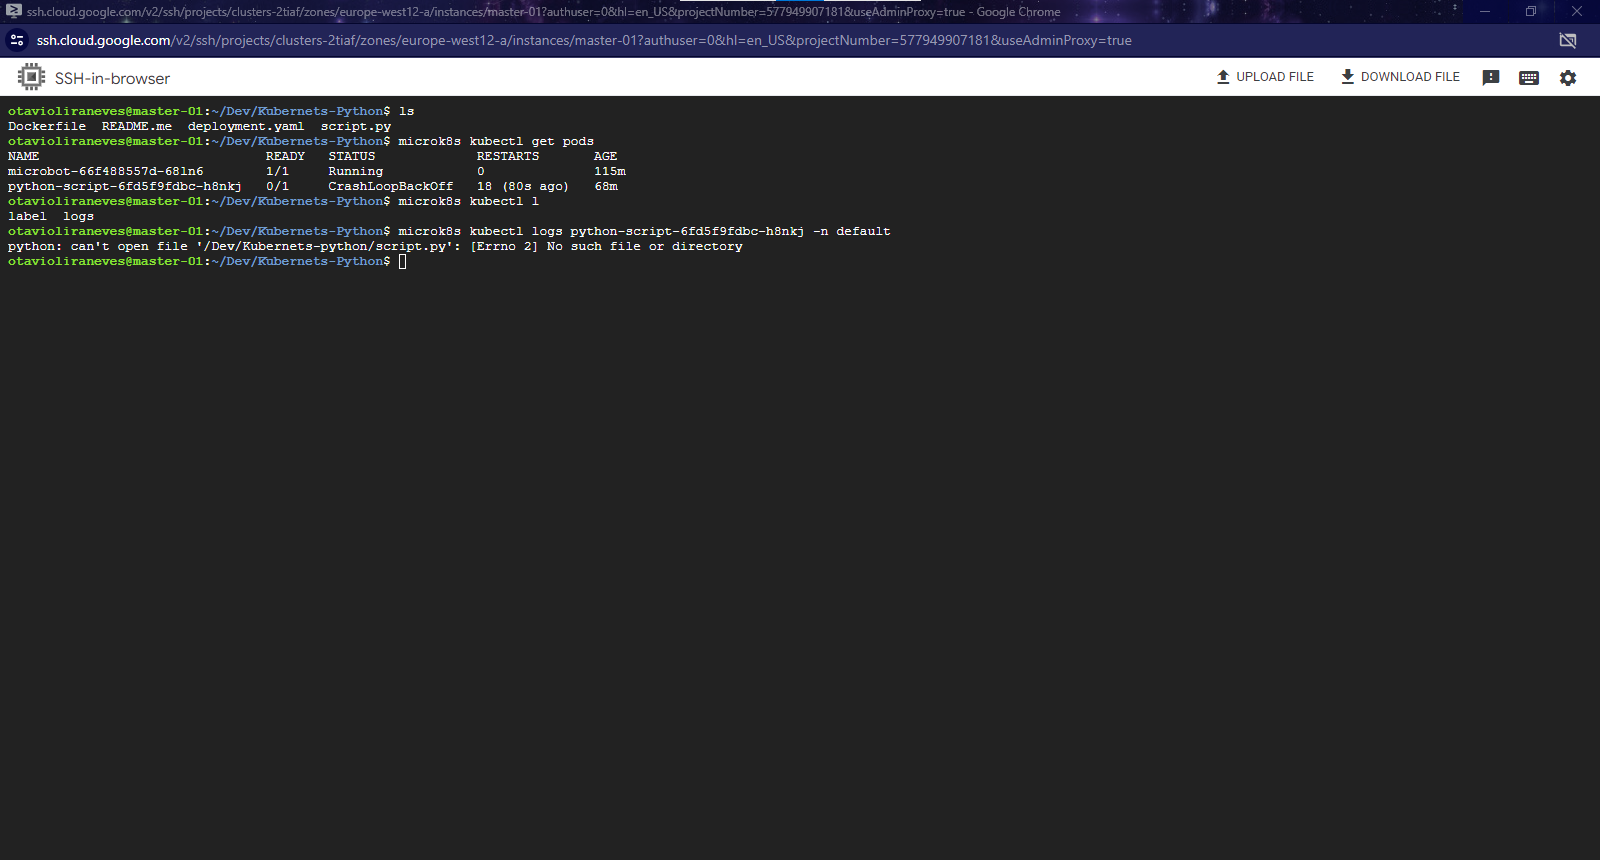 ssh.cloud.google.com/v2/ssh/projects/clusters-2tiaf/zones/europe-west12-a/instances/master-01?authuser=0&hl=en_US&projectNumber=577949907181&useAdminProxy=true - Google Chrome
ssh.cloud.google.com/v2/ssh/projects/clusters-2tiaf/zones/europe-west12-a/instances/master-01?authuser=0&hl=en_US&projectNumber=577949907181&useAdminProxy=true
SSH-in-browser UPLOAD FILE DOWNLOAD FILE
otavioliraneves@master-01:~/Dev/Kubernets-Python$ ls
Dockerfile  README.me  deployment.yaml  script.py
otavioliraneves@master-01:~/Dev/Kubernets-Python$ microk8s kubectl get pods
NAME                             READY   STATUS             RESTARTS       AGE
microbot-66f488557d-68ln6        1/1     Running            0              115m
python-script-6fd5f9fdbc-h8nkj   0/1     CrashLoopBackOff   18 (80s ago)   68m
otavioliraneves@master-01:~/Dev/Kubernets-Python$ microk8s kubectl l
label  logs
otavioliraneves@master-01:~/Dev/Kubernets-Python$ microk8s kubectl logs python-script-6fd5f9fdbc-h8nkj -n default
python: can't open file '/Dev/Kubernets-python/script.py': [Errno 2] No such file or directory
otavioliraneves@master-01:~/Dev/Kubernets-Python$